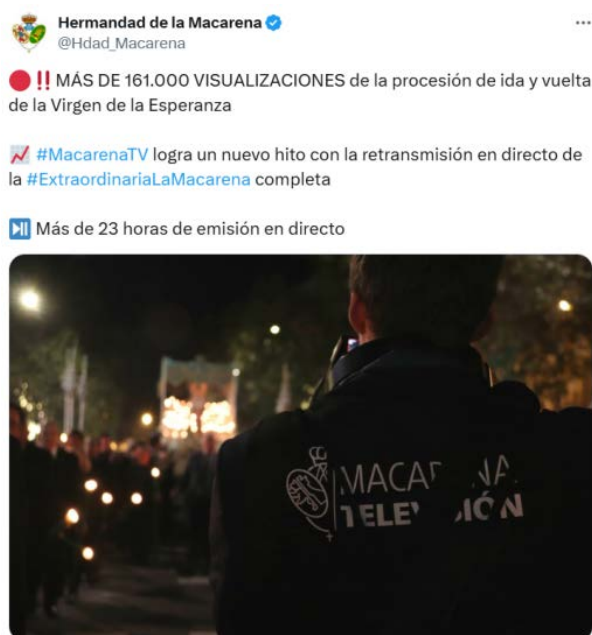 Hermandad de la Macarena
@Hdad_Macarena
🔴‼️ MÁS DE 161.000 VISUALIZACIONES de la procesión de ida y vuelta
de la Virgen de la Esperanza
📈 #MacarenaTV logra un nuevo hito con la retransmisión en directo de
la #ExtraordinariaLaMacarena completa
⏯️ Más de 23 horas de emisión en directo
MACARENA
TELEVISIÓN